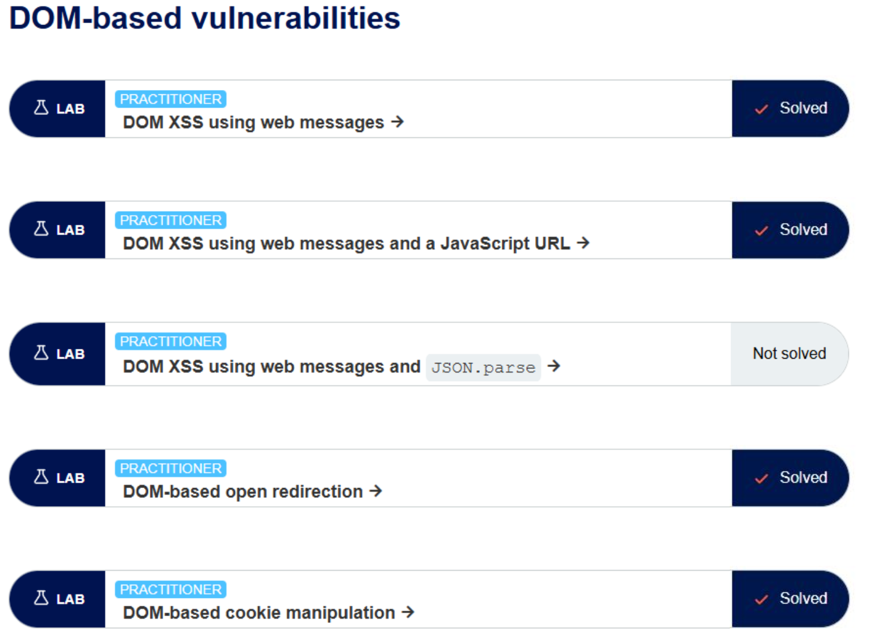 DOM-based vulnerabilities
LAB
PRACTITIONER
DOM XSS using web messages →
Solved
LAB
PRACTITIONER
DOM XSS using web messages and a JavaScript URL →
Solved
LAB
PRACTITIONER
DOM XSS using web messages and JSON.parse →
Not solved
LAB
PRACTITIONER
DOM-based open redirection →
Solved
LAB
PRACTITIONER
DOM-based cookie manipulation →
Solved